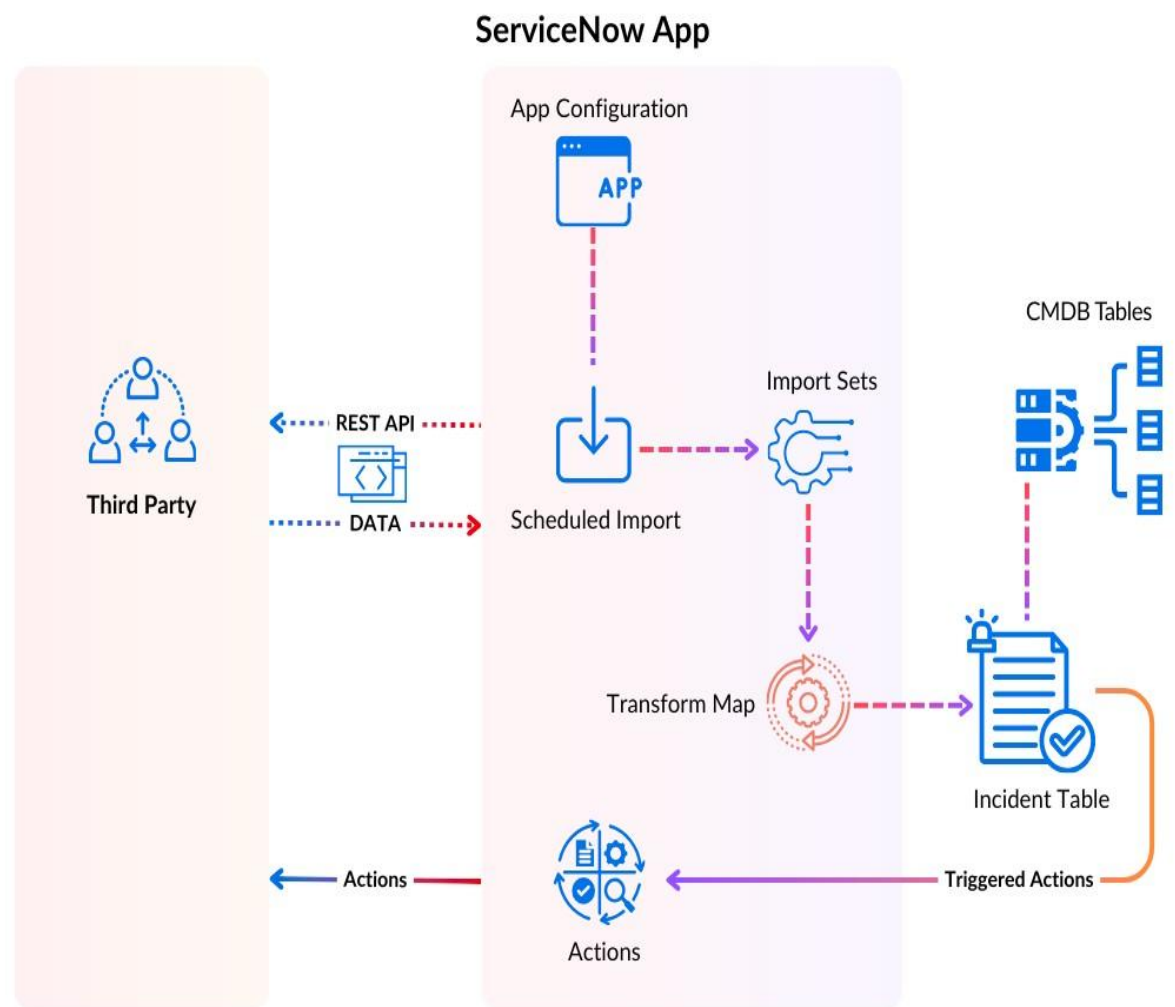 ServiceNow App
App Configuration
APP
CMDB Tables
Import Sets
REST API
Third Party
DATA
Scheduled Import
Transform Map
Incident Table
Actions
Triggered Actions
Actions